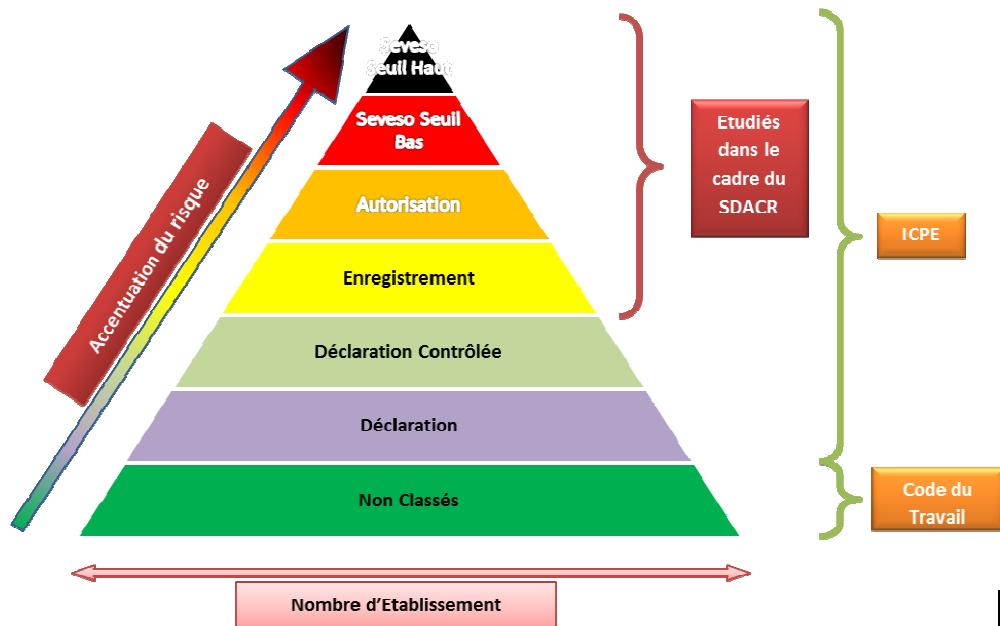 Seveso
Seuil Haut
Seveso Seuil
Bas
Autorisation
Enregistrement
Déclaration Contrôlée
Déclaration
Non Classés
Accentuation du risque
Etudiés
dans le
cadre du
SDACR
ICPE
Code du
Travail
Nombre d’Etablissement